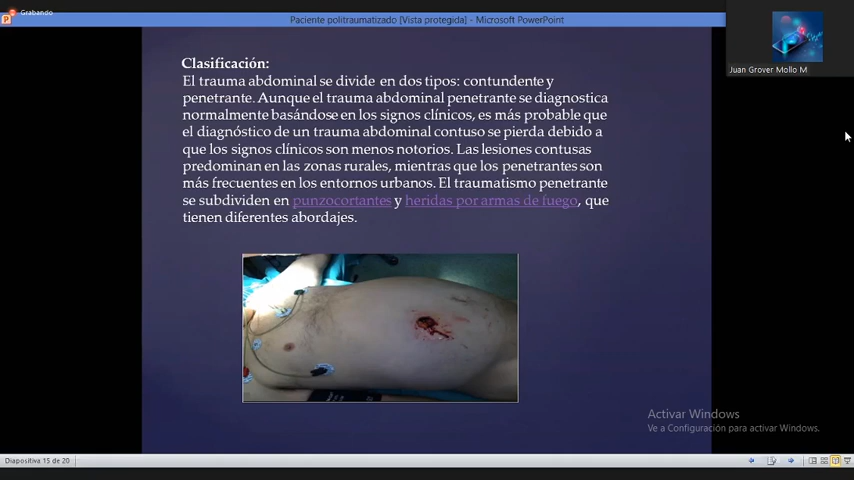 Grabando
Paciente politraumatizado [Vista protegida] - Microsoft PowerPoint
Juan Grover Mollo M
Clasificación:
El trauma abdominal se divide en dos tipos: contundente y
penetrante. Aunque el trauma abdominal penetrante se diagnostica
normalmente basándose en los signos clínicos, es más probable que
el diagnóstico de un trauma abdominal contuso se pierda debido a
que los signos clínicos son menos notorios. Las lesiones contusas
predominan en las zonas rurales, mientras que los penetrantes son
más frecuentes en los entornos urbanos. El traumatismo penetrante
se subdividen en punzocortantes y heridas por armas de fuego, que
tienen diferentes abordajes.
Activar Windows
Ve a Configuración para activar Windows.
Diapositiva 15 de 20